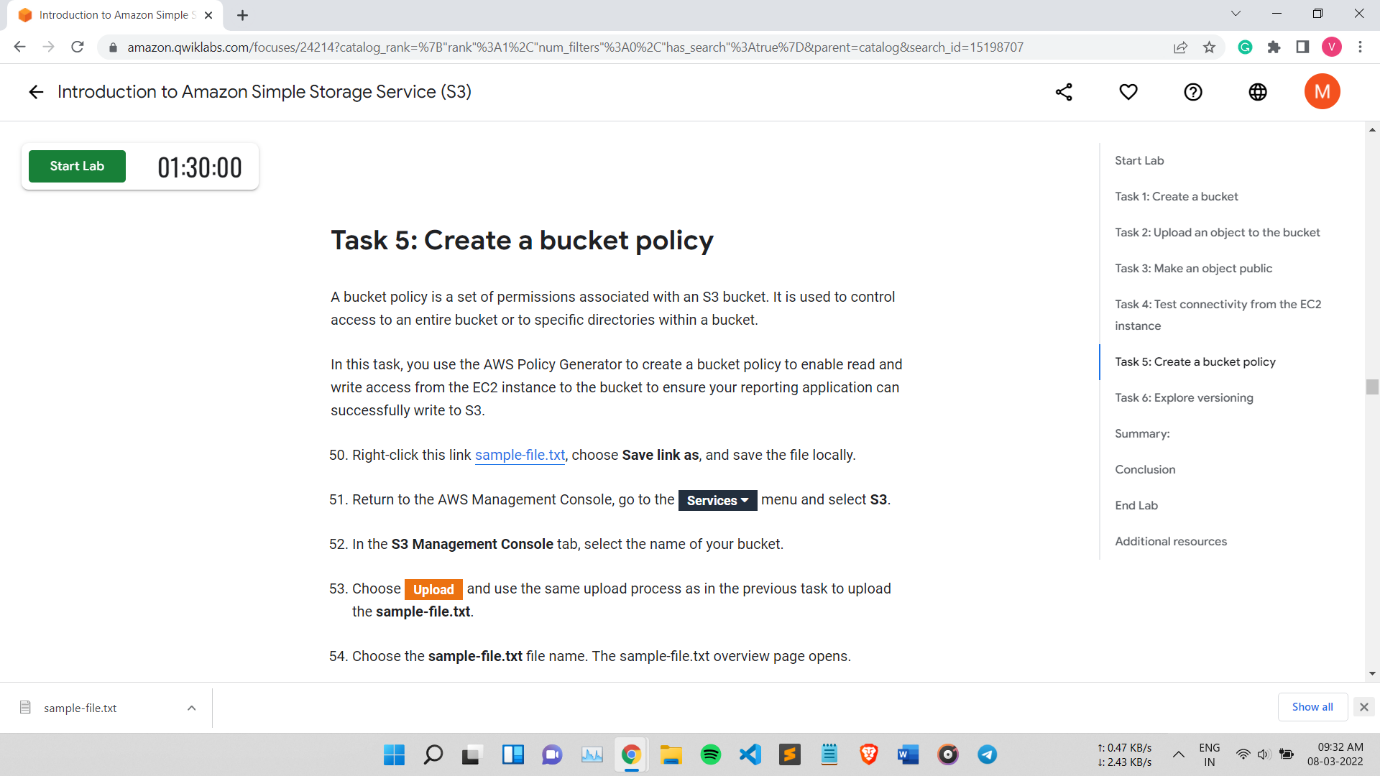 Introduction to Amazon Simple S
amazon.qwiklabs.com/focuses/24214?catalog_rank=%7B"rank"%3A1%2C"num_filters"%3A0%2C"has_search"%3Atrue%7D&parent=catalog&search_id=15198707
V
Introduction to Amazon Simple Storage Service (S3)
M
Start Lab
01:30:00
Task 5: Create a bucket policy
A bucket policy is a set of permissions associated with an S3 bucket. It is used to control
access to an entire bucket or to specific directories within a bucket.
In this task, you use the AWS Policy Generator to create a bucket policy to enable read and
write access from the EC2 instance to the bucket to ensure your reporting application can
successfully write to S3.
50. Right-click this link sample-file.txt, choose Save link as, and save the file locally.
51. Return to the AWS Management Console, go to the Services menu and select S3.
52. In the S3 Management Console tab, select the name of your bucket.
53. Choose Upload and use the same upload process as in the previous task to upload
the sample-file.txt.
54. Choose the sample-file.txt file name. The sample-file.txt overview page opens.
Start Lab
Task 1: Create a bucket
Task 2: Upload an object to the bucket
Task 3: Make an object public
Task 4: Test connectivity from the EC2
instance
Task 5: Create a bucket policy
Task 6: Explore versioning
Summary:
Conclusion
End Lab
Additional resources
sample-file.txt
Show all
↑: 0.47 KB/s
↓: 2.43 KB/s
ENG
IN
09:32 AM
08-03-2022